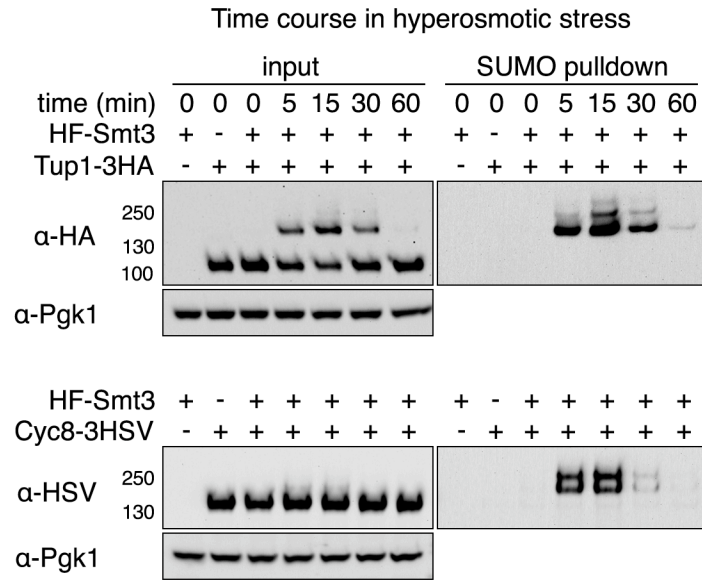 Time course in hyperosmotic stress
input SUMO pulldown
time (min) 0 0 0 5 15 30 60 0 0 0 5 15 30 60
HF-Smt3 + - + + + + + + - + + + + +
Tup1-3HA - + + + + + + - + + + + + +
α-HA
250
130
100
α-Pgk1
HF-Smt3 + - + + + + + + - + + + + +
Cyc8-3HSV - + + + + + + - + + + + + +
α-HSV
250
130
α-Pgk1